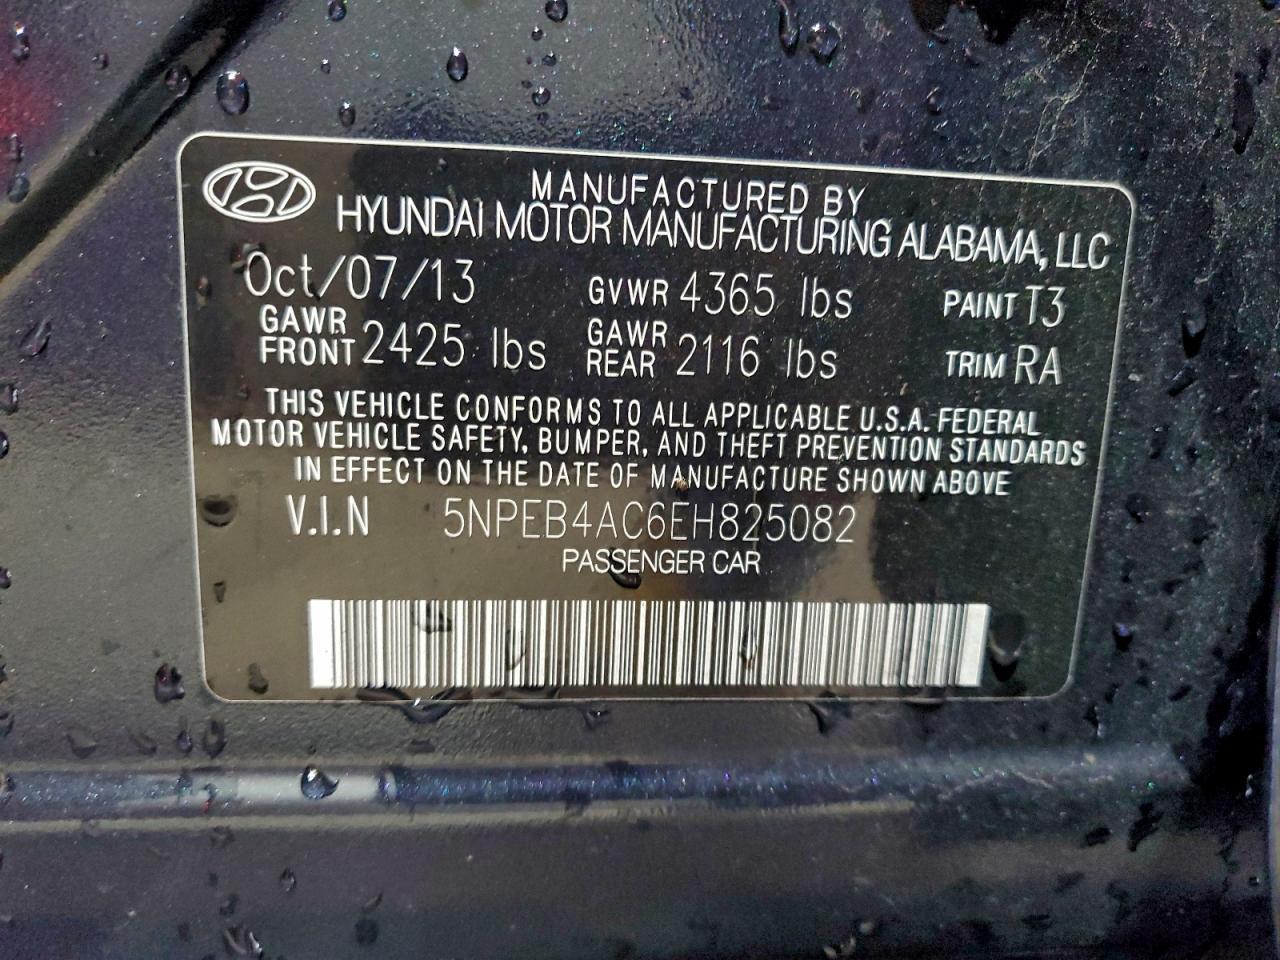 MANUFACTURED BY
HYUNDAI MOTOR MANUFACTURING ALABAMA, LLC
Oct/07/13 GVWR 4365 lbs PAINT T3
GAWR FRONT 2425 lbs GAWR REAR 2116 lbs TRIM RA
THIS VEHICLE CONFORMS TO ALL APPLICABLE U.S.A. FEDERAL
MOTOR VEHICLE SAFETY, BUMPER, AND THEFT PREVENTION STANDARDS
IN EFFECT ON THE DATE OF MANUFACTURE SHOWN ABOVE
V.I.N 5NPEB4AC6EH825082
PASSENGER CAR